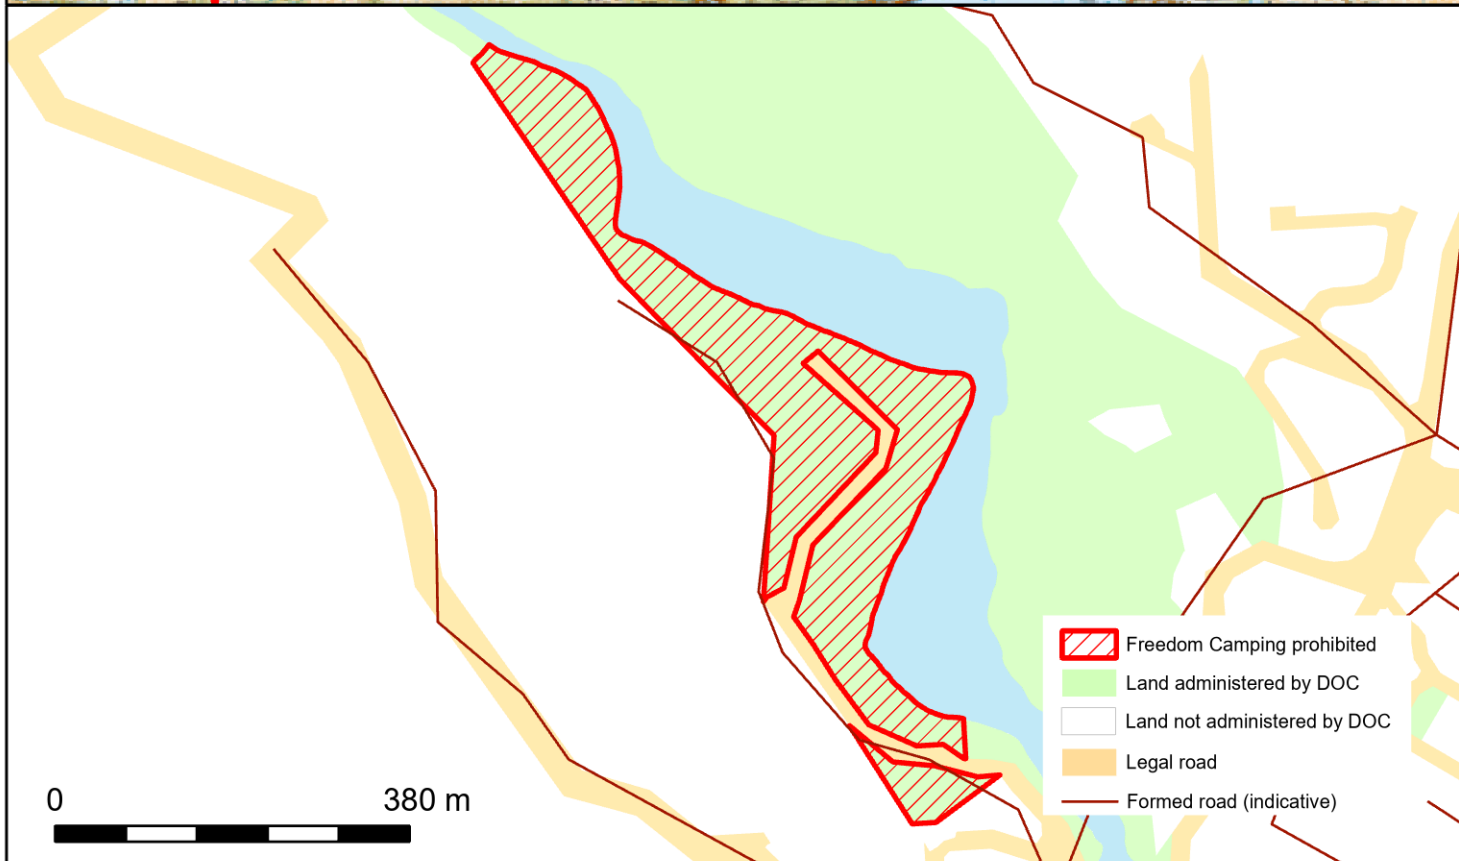 Freedom Camping prohibited
Land administered by DOC
Land not administered by DOC
Legal road
Formed road (indicative)
0 380 m